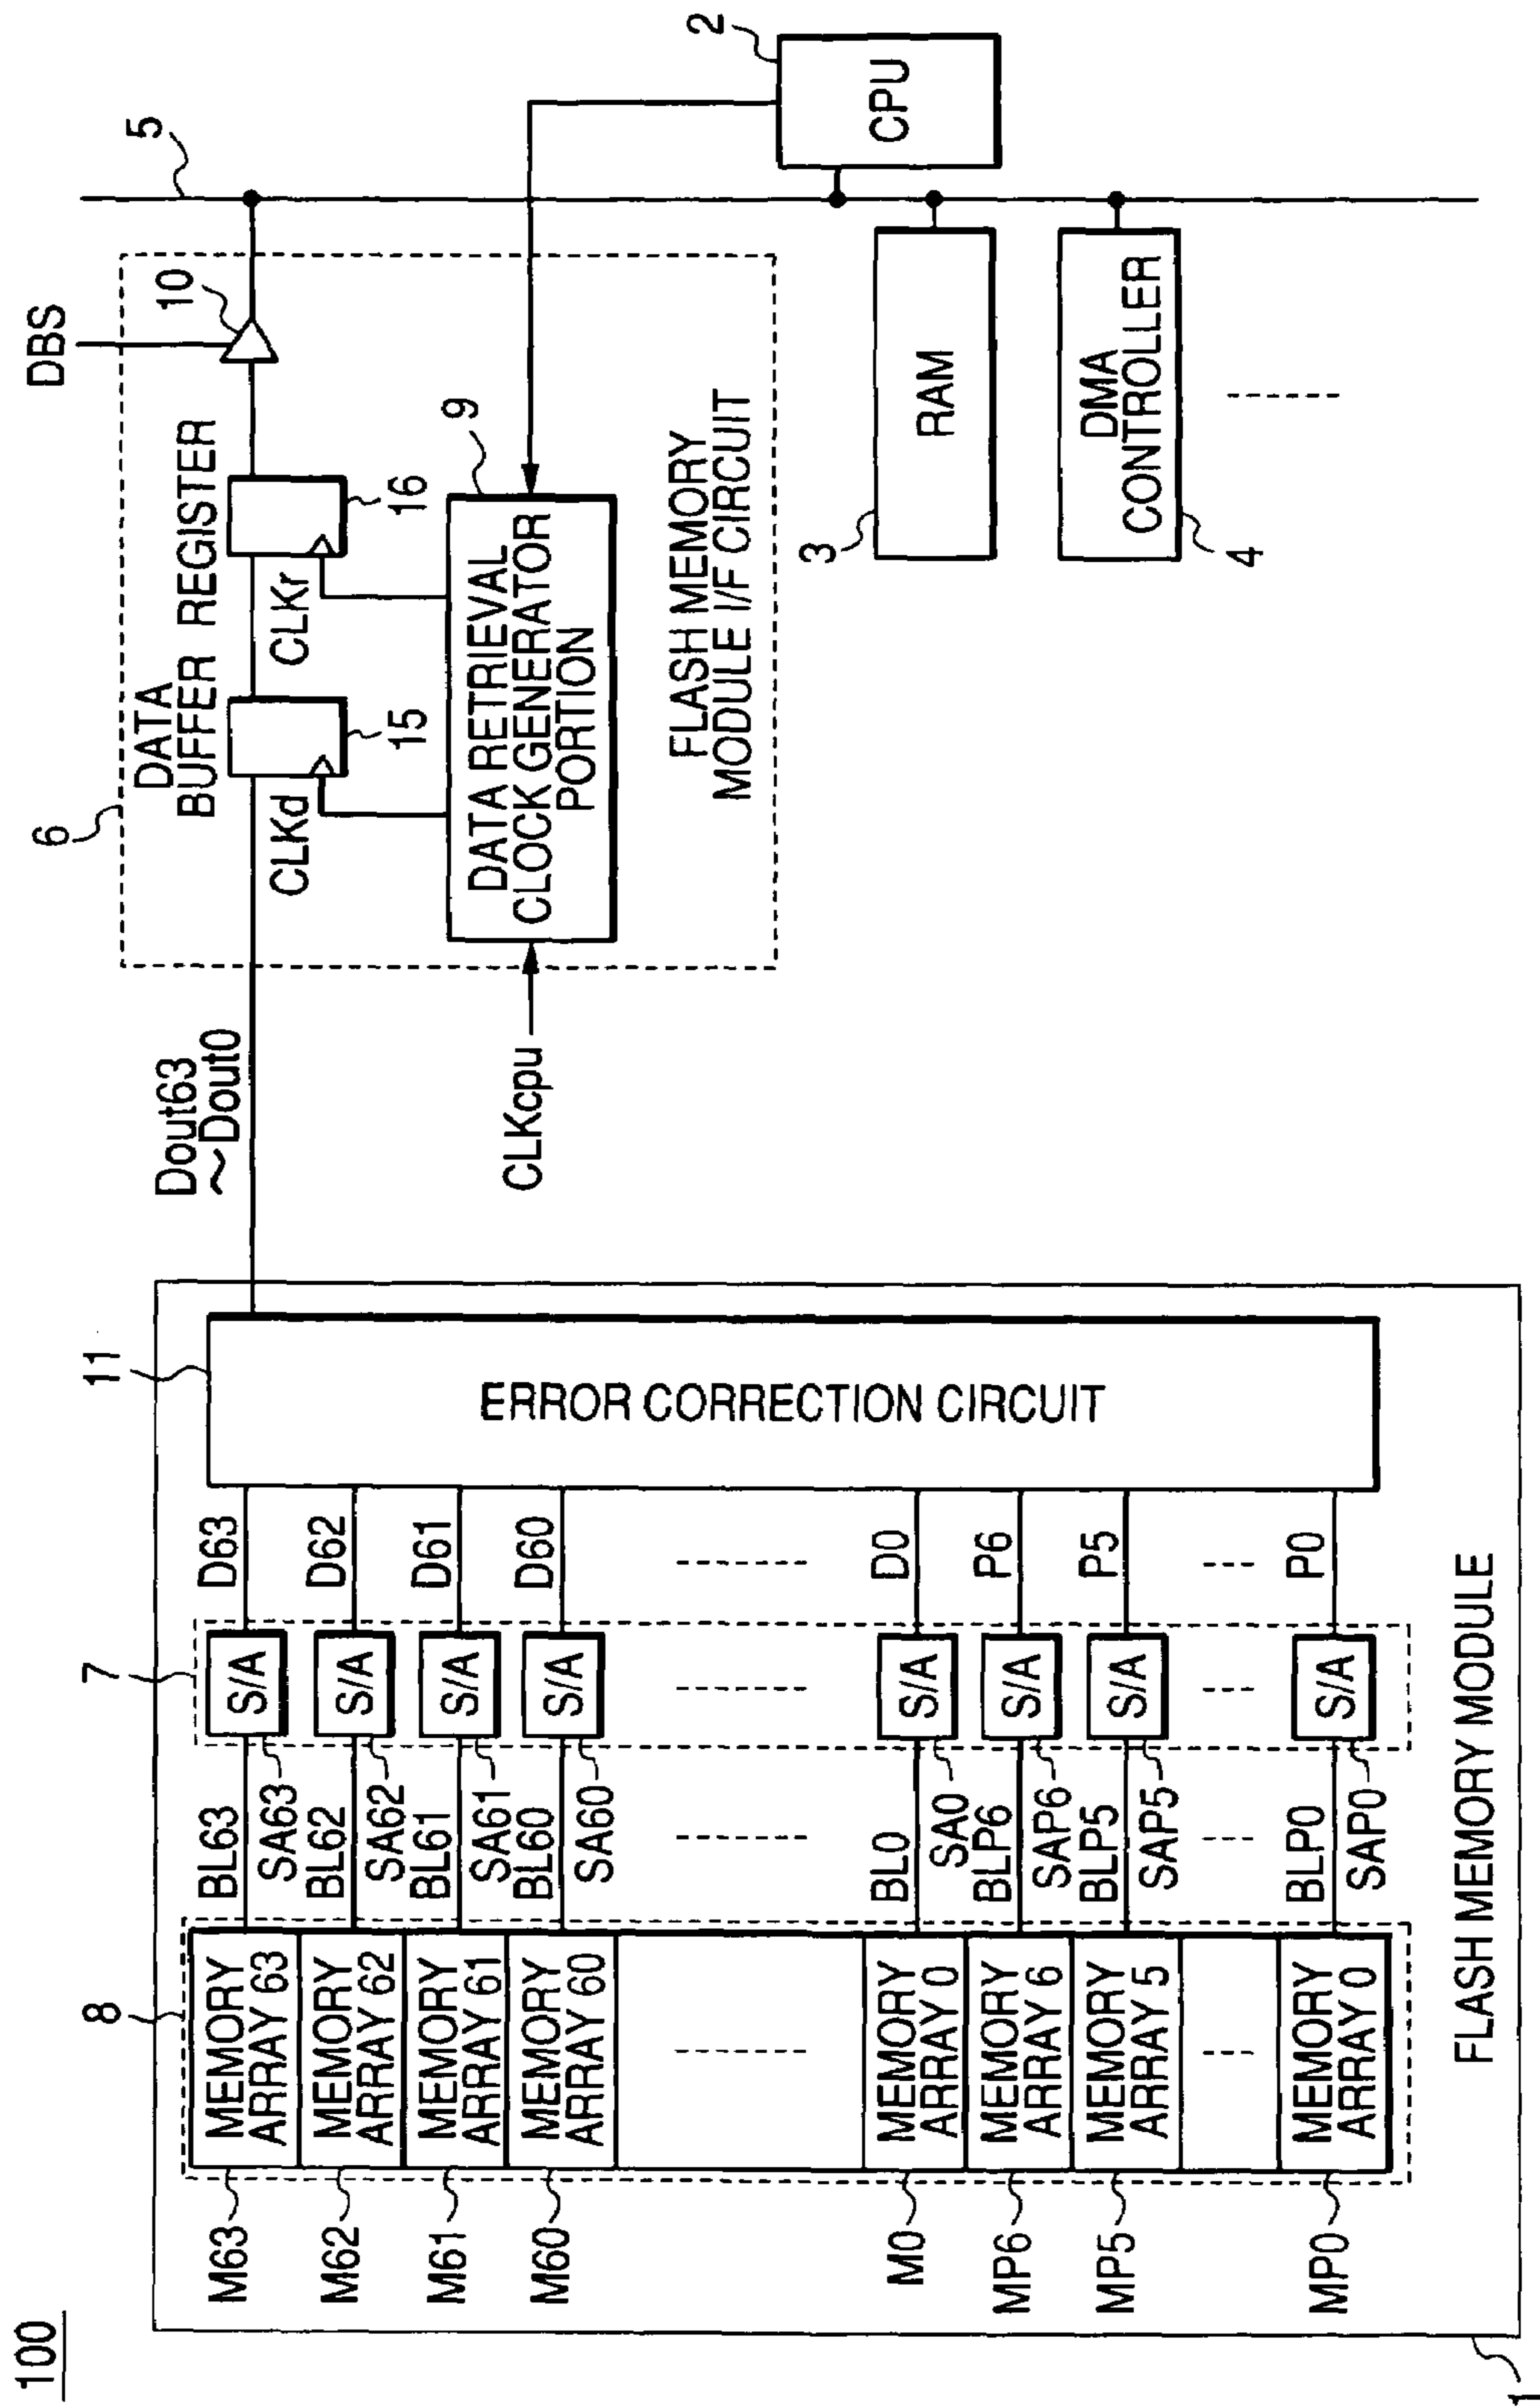 100
1
FLASH MEMORY MODULE
8
M63
MEMORY
ARRAY 63
M62
MEMORY
ARRAY 62
M61
MEMORY
ARRAY 61
M60
MEMORY
ARRAY 60
M0
MEMORY
ARRAY 0
MP6
MEMORY
ARRAY 6
MP5
MEMORY
ARRAY 5
MP0
MEMORY
ARRAY 0
BL63
SA63
BL62
SA62
BL61
SA61
BL60
SA60
BL0
SA0
BLP6
SAP6
BLP5
SAP5
BLP0
SAP0
7
S/A
S/A
S/A
S/A
S/A
S/A
S/A
S/A
D63
D62
D61
D60
D0
P6
P5
P0
11
ERROR CORRECTION CIRCUIT
Dout63
~Dout0
CLKcpu
6
DATA
BUFFER REGISTER
CLKd
15
CLKr
16
DATA RETRIEVAL
CLOCK GENERATOR
PORTION
9
10
DBS
FLASH MEMORY
MODULE I/F CIRCUIT
5
2
CPU
3
RAM
4
DMA
CONTROLLER